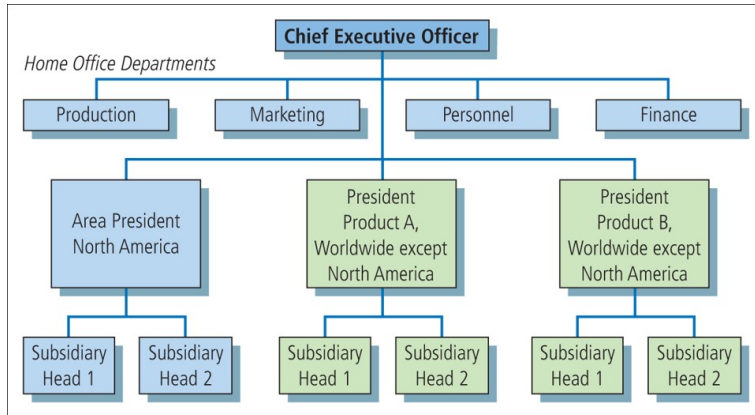 Chief Executive Officer
Home Office Departments
Production
Marketing
Personnel
Finance
Area President
North America
President
Product A,
Worldwide except
North America
President
Product B,
Worldwide except
North America
Subsidiary
Head 1
Subsidiary
Head 2
Subsidiary
Head 1
Subsidiary
Head 2
Subsidiary
Head 1
Subsidiary
Head 2